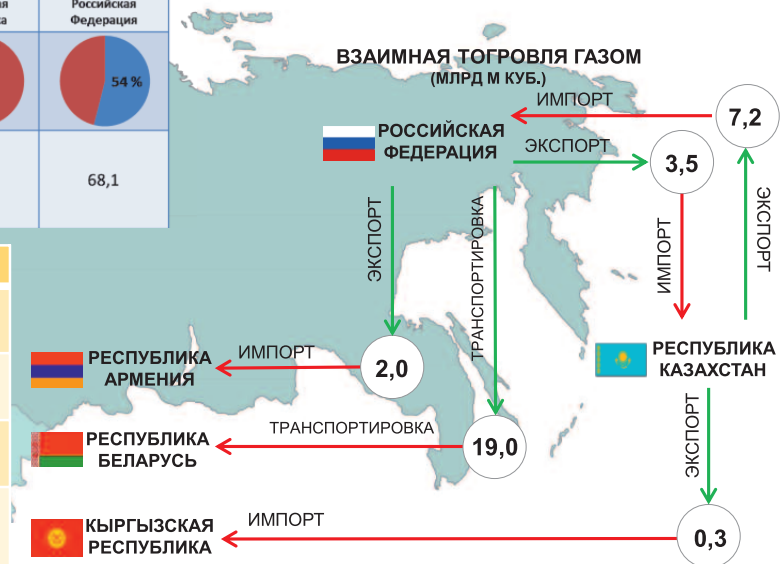 Российская
Федерация
54 %
68,1
ВЗАИМНАЯ ТОГРОВЛЯ ГАЗОМ
(МЛРД М КУБ.)
ИМПОРТ
7,2
РОССИЙСКАЯ
ФЕДЕРАЦИЯ
ЭКСПОРТ
3,5
ЭКСПОРТ
ТРАНСПОРТИРОВКА
ИМПОРТ
ЭКСПОРТ
РЕСПУБЛИКА
АРМЕНИЯ
ИМПОРТ
2,0
РЕСПУБЛИКА
КАЗАХСТАН
РЕСПУБЛИКА
БЕЛАРУСЬ
ТРАНСПОРТИРОВКА
19,0
ЭКСПОРТ
КЫРГЫЗСКАЯ
РЕСПУБЛИКА
ИМПОРТ
0,3